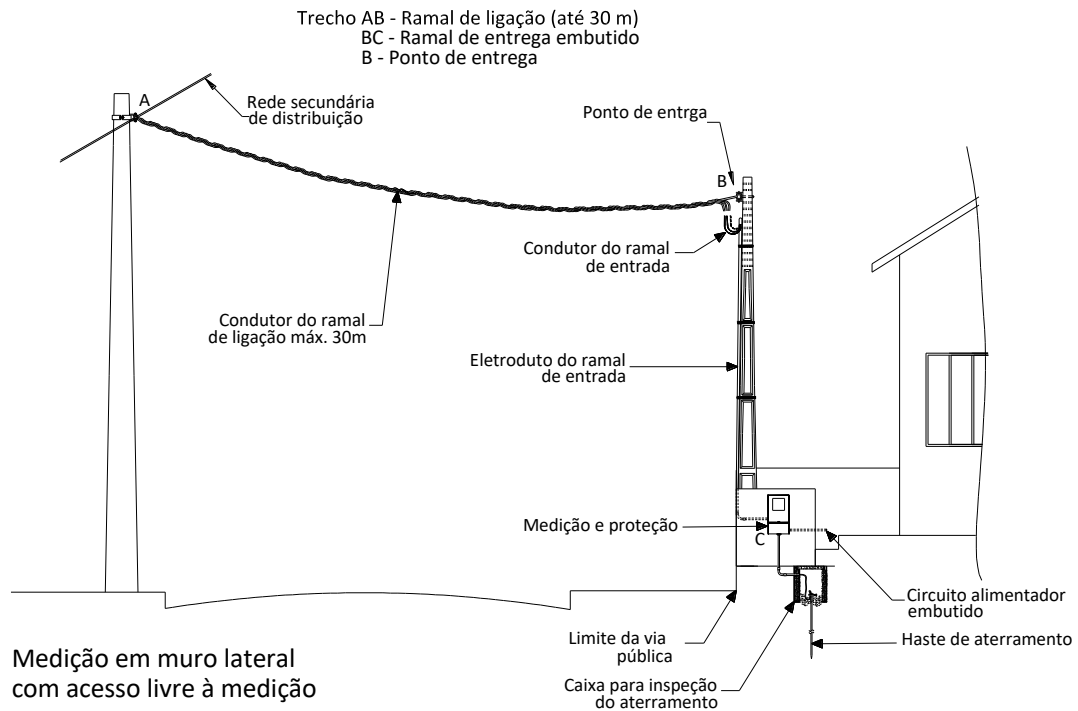 Trecho AB - Ramal de ligação (até 30 m)
BC - Ramal de entrega embutido
B - Ponto de entrega
A
Rede secundária
de distribuição
Ponto de entrga
B
Condutor do ramal
de entrada
Condutor do ramal
de ligação máx. 30m
Eletroduto do ramal
de entrada
Medição e proteção
C
Circuito alimentador
embutido
Limite da via
pública
Haste de aterramento
Medição em muro lateral
com acesso livre à medição
Caixa para inspeção
do aterramento